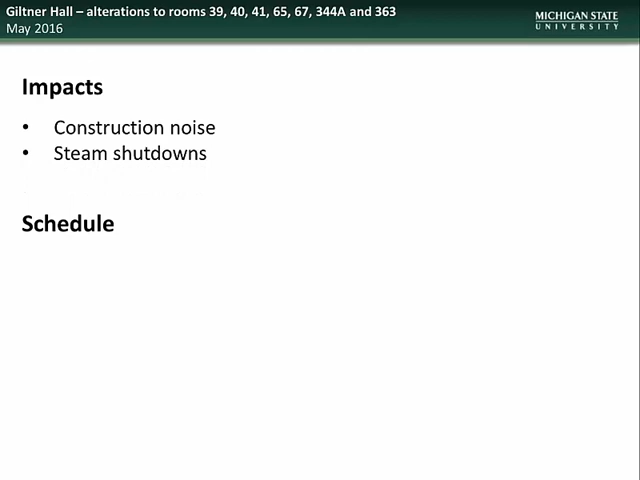 Giltner Hall – alterations to rooms 39, 40, 41, 65, 67, 344A and 363
May 2016
MICHIGAN STATE
UNIVERSITY
Impacts
• Construction noise
• Steam shutdowns
Schedule